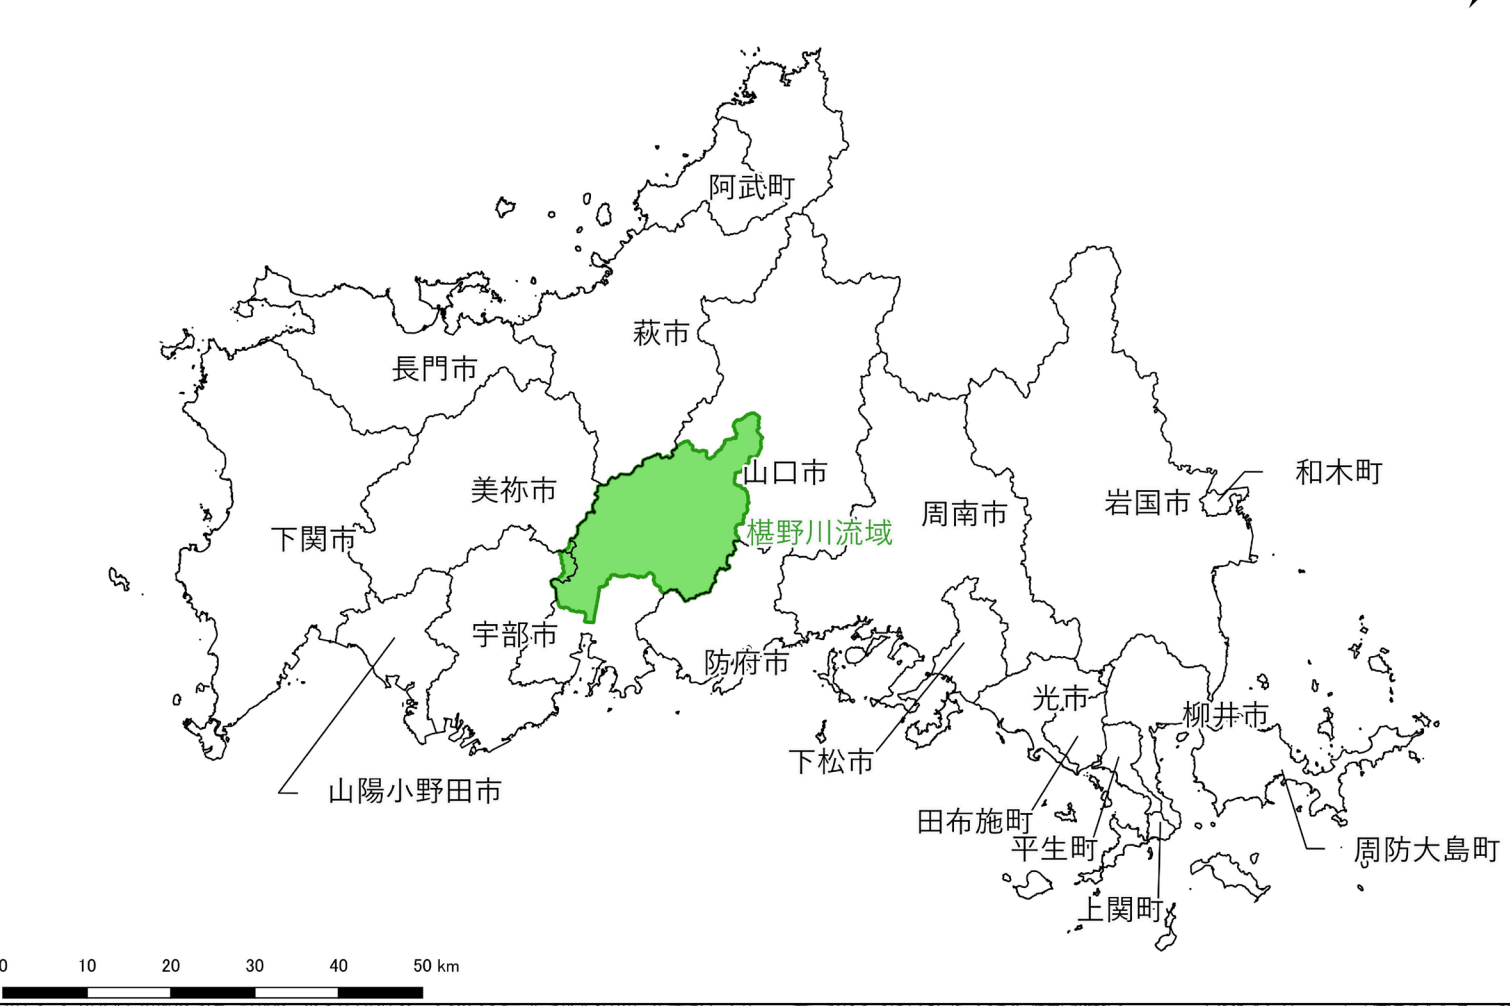 阿武町
萩市
長門市
山口市
和木町
美祢市
岩国市
周南市
椹野川流域
下関市
宇部市
防府市
光市
柳井市
下松市
山陽小野田市
田布施町
平生町
周防大島町
上関町
0 10 20 30 40 50 km